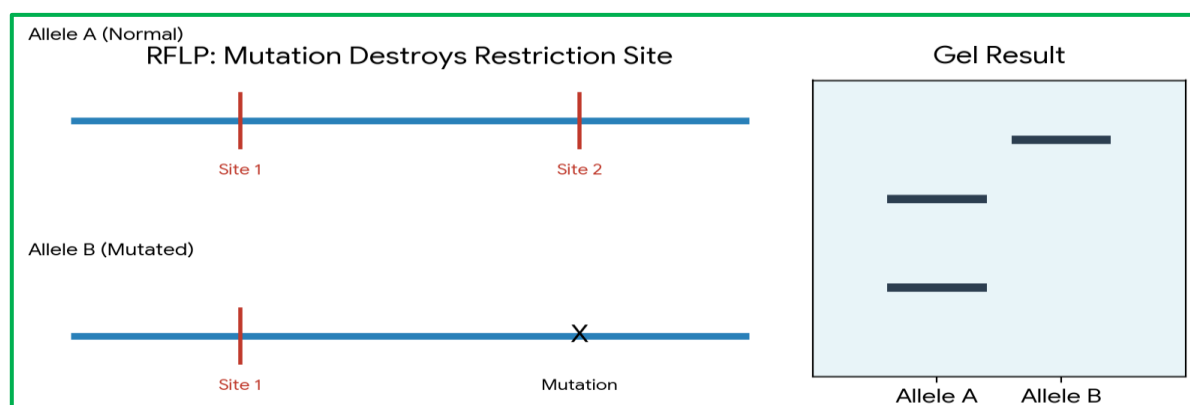 Allele A (Normal)
RFLP: Mutation Destroys Restriction Site
Site 1
Site 2
Allele B (Mutated)
Site 1
X
Mutation
Gel Result
Allele A
Allele B